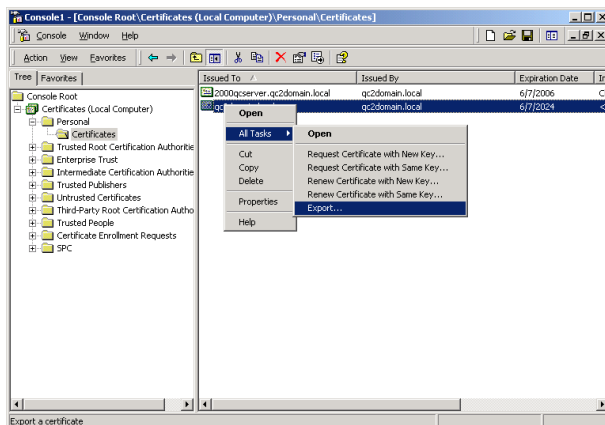 Console1 - [Console Root\Certificates (Local Computer)\Personal\Certificates]
Console Window Help
Action View Favorites
Tree Favorites
Issued To Issued By Expiration Date
Console Root
2000qcserver.qc2domain.local qc2domain.local 6/7/2006
Certificates (Local Computer)
qc2domain.local 6/7/2024
Personal
Certificates
Trusted Root Certification Authoritie
Enterprise Trust
Intermediate Certification Authoritie
Trusted Publishers
Untrusted Certificates
Third-Party Root Certification Autho
Trusted People
Certificate Enrollment Requests
SPC
Open
All Tasks
Cut
Copy
Delete
Properties
Help
Open
Request Certificate with New Key...
Request Certificate with Same Key...
Renew Certificate with New Key...
Renew Certificate with Same Key...
Export...
Export a certificate